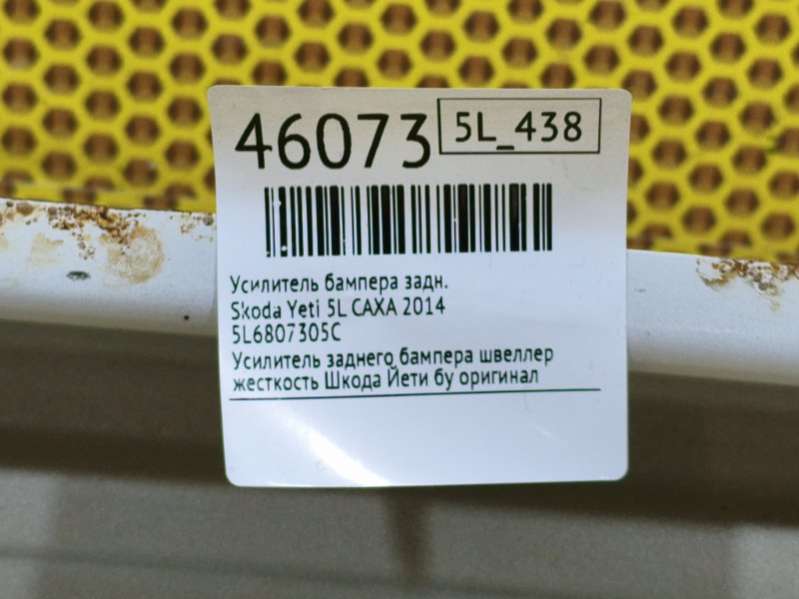 46073 5L_438
Усилитель бампера задн.
Skoda Yeti 5L CAXA 2014
5L6807305C
Усилитель заднего бампера швеллер
жесткость Шкода Йети бу оригинал